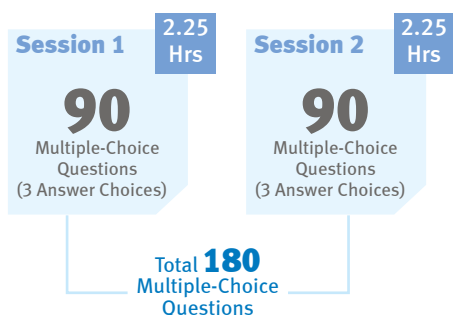 Session 1
2.25
Hrs
90
Multiple-Choice
Questions
(3 Answer Choices)
Session 2
2.25
Hrs
90
Multiple-Choice
Questions
(3 Answer Choices)
Total 180
Multiple-Choice
Questions